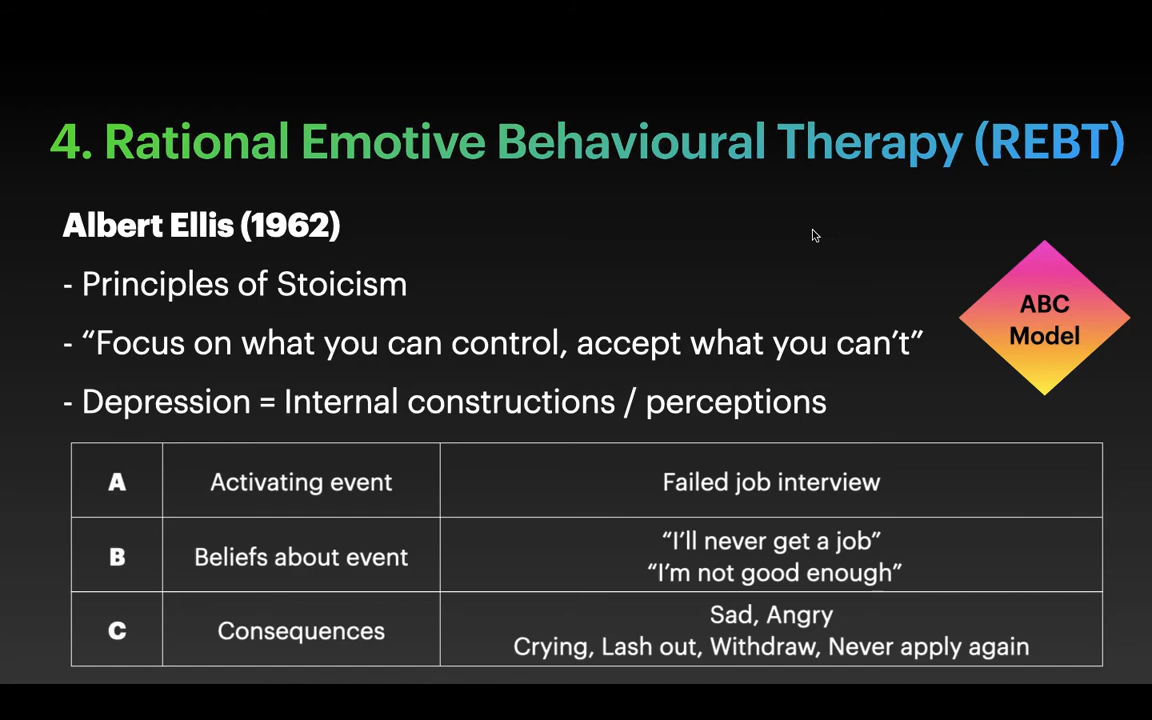 4. Rational Emotive Behavioural Therapy (REBT)
Albert Ellis (1962)
- Principles of Stoicism
- “Focus on what you can control, accept what you can’t”
- Depression = Internal constructions / perceptions
ABC
Model
A Activating event Failed job interview
B Beliefs about event “I’ll never get a job”
“I’m not good enough”
C Consequences Sad, Angry
Crying, Lash out, Withdraw, Never apply again